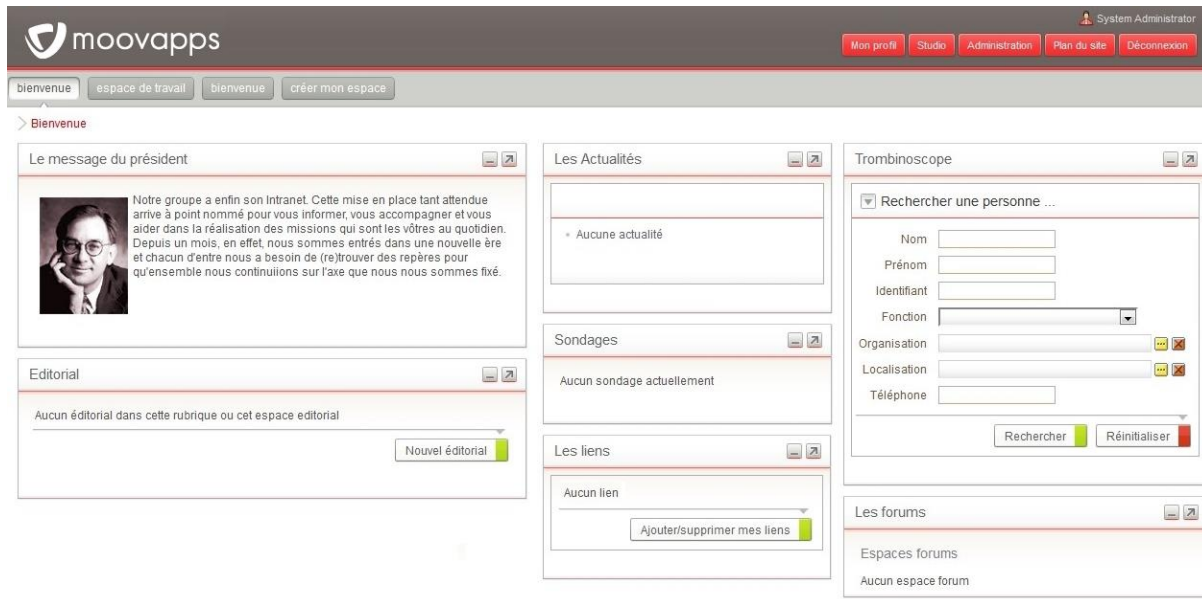 System Administrator
moovapps
Mon profil
Studio
Administration
Plan du site
Déconnexion
bienvenue
espace de travail
bienvenue
créer mon espace
Bienvenue
Le message du président
Notre groupe a enfin son Intranet. Cette mise en place tant attendue
arrive à point nommé pour vous informer, vous accompagner et vous
aider dans la réalisation des missions qui sont les vôtres au quotidien.
Depuis un mois, en effet, nous sommes entrés dans une nouvelle ère
et chacun d'entre nous a besoin de (re)trouver des repères pour
qu'ensemble nous continuiions sur l'axe que nous nous sommes fixé.
Editorial
Aucun éditorial dans cette rubrique ou cet espace editorial
Nouvel éditorial
Les Actualités
Aucune actualité
Sondages
Aucun sondage actuellement
Les liens
Aucun lien
Ajouter/supprimer mes liens
Trombinoscope
Rechercher une personne ...
Nom
Prénom
Identifiant
Fonction
Organisation
Localisation
Téléphone
Rechercher
Réinitialiser
Les forums
Espaces forums
Aucun espace forum